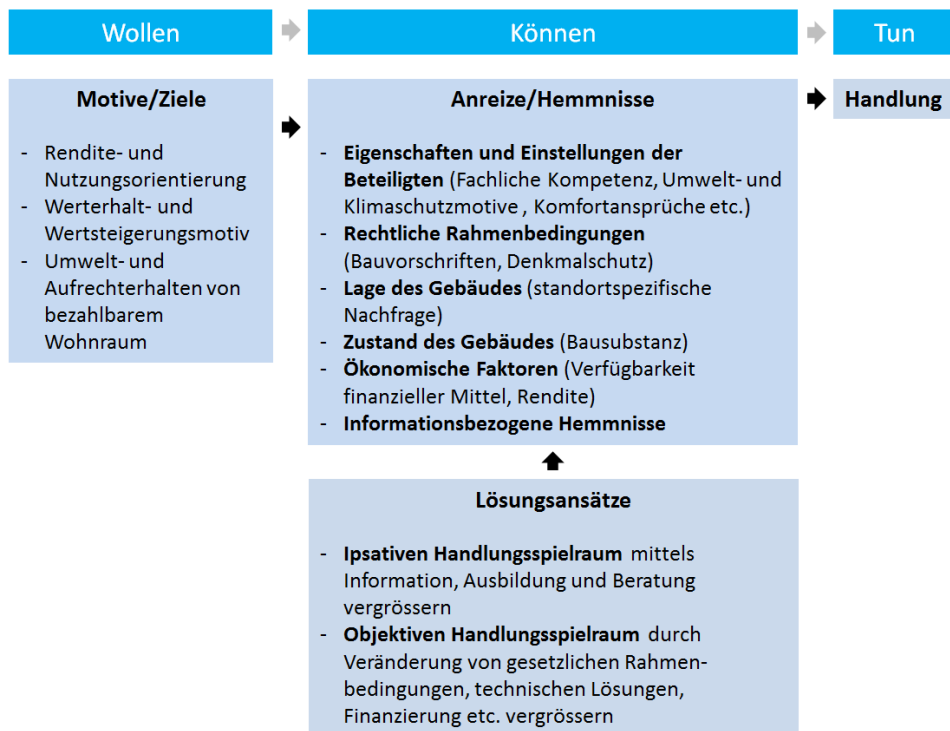 Wollen
Können
Tun
Motive/Ziele
- Rendite- und
Nutzungsorientierung
- Werterhalt- und
Wertsteigerungsmotiv
- Umwelt- und
Aufrechterhalten von
bezahlbarem
Wohnraum
Anreize/Hemmnisse
- Eigenschaften und Einstellungen der
Beteiligten (Fachliche Kompetenz, Umwelt- und
Klimaschutzmotive , Komfortansprüche etc.)
- Rechtliche Rahmenbedingungen
(Bauvorschriften, Denkmalschutz)
- Lage des Gebäudes (standortspezifische
Nachfrage)
- Zustand des Gebäudes (Bausubstanz)
- Ökonomische Faktoren (Verfügbarkeit
finanzieller Mittel, Rendite)
- Informationsbezogene Hemmnisse
Handlung
Lösungsansätze
- Ipsativen Handlungsspielraum mittels
Information, Ausbildung und Beratung
vergrössern
- Objektiven Handlungsspielraum durch
Veränderung von gesetzlichen Rahmen-
bedingungen, technischen Lösungen,
Finanzierung etc. vergrössern